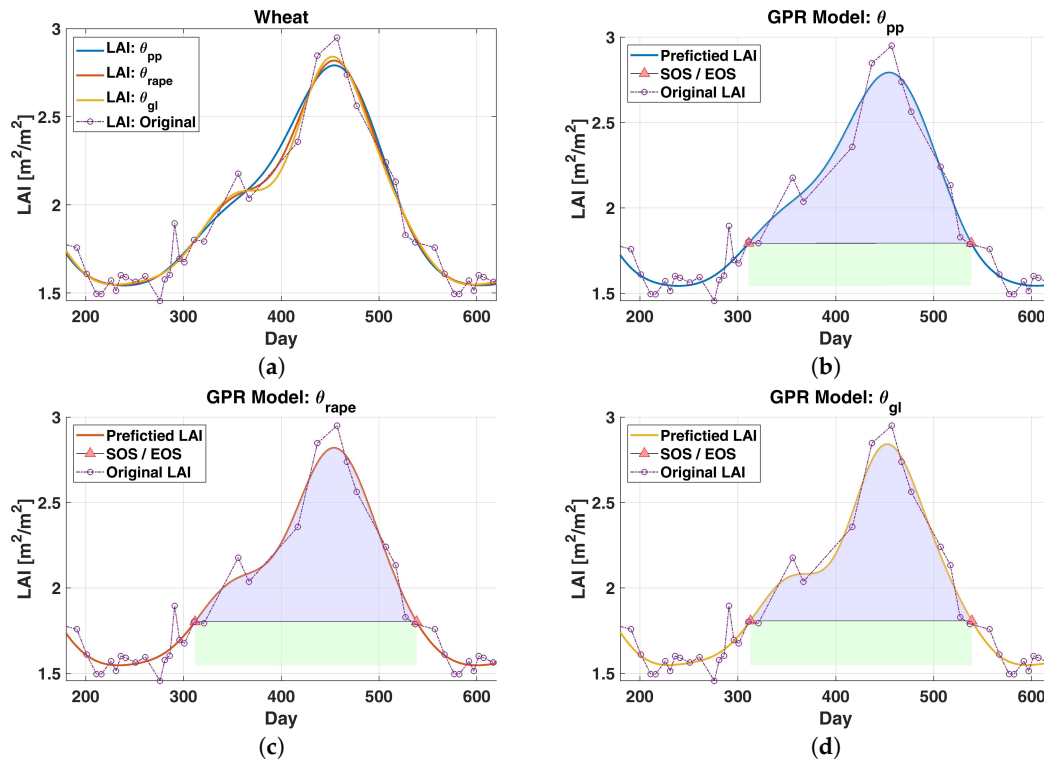 Wheat
LAI: θpp
LAI: θrape
LAI: θgl
LAI: Original
LAI [m²/m²]
3
2.5
2
1.5
200 300 400 500 600
Day
(a)
GPR Model: θpp
Prefictied LAI
SOS / EOS
Original LAI
LAI [m²/m²]
3
2.5
2
1.5
200 300 400 500 600
Day
(b)
GPR Model: θrape
Prefictied LAI
SOS / EOS
Original LAI
LAI [m²/m²]
3
2.5
2
1.5
200 300 400 500 600
Day
(c)
GPR Model: θgl
Prefictied LAI
SOS / EOS
Original LAI
LAI [m²/m²]
3
2.5
2
1.5
200 300 400 500 600
Day
(d)